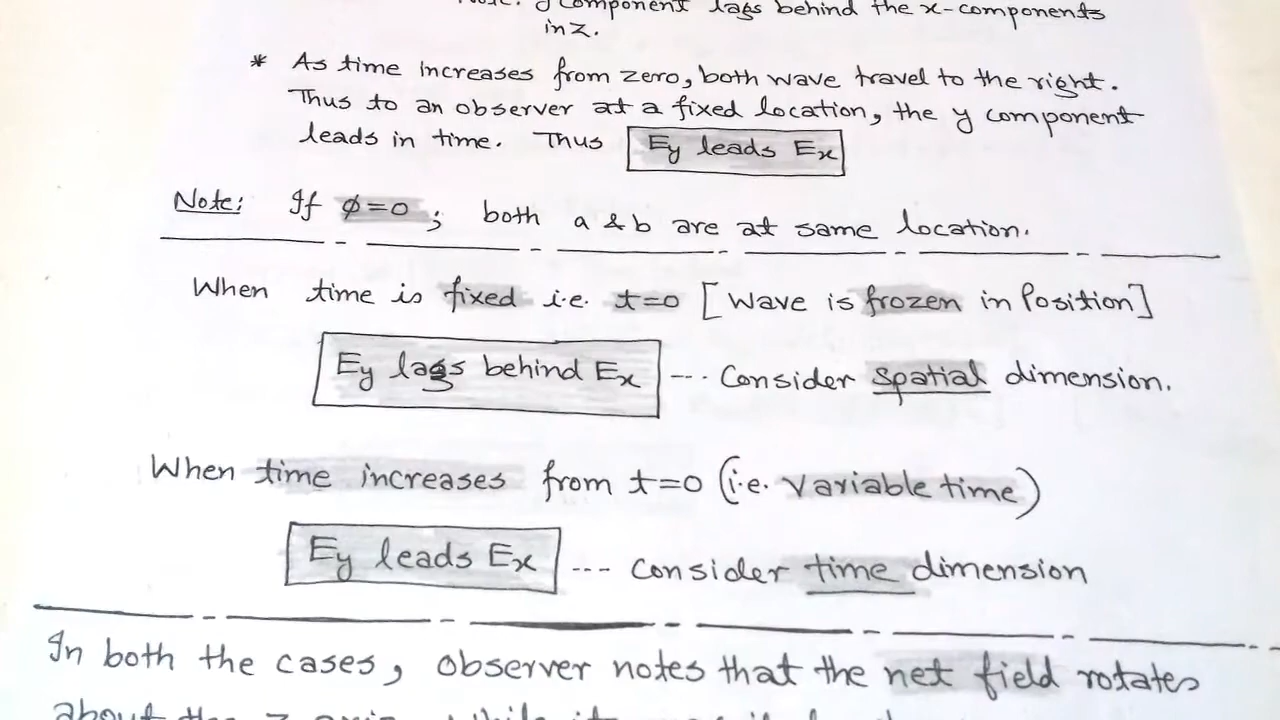 Note: y component lags behind the x-components
in z.
* As time increases from zero, both wave travel to the right.
Thus to an observer at a fixed location, the y component
leads in time. Thus Ey leads Ex
Note: If φ=0 ; both a & b are at same location.
When time is fixed i.e. t=0 [Wave is frozen in Position]
Ey lags behind Ex --- Consider spatial dimension.
When time increases from t=0 (i.e. variable time)
Ey leads Ex --- consider time dimension
In both the cases, observer notes that the net field rotates
about the z